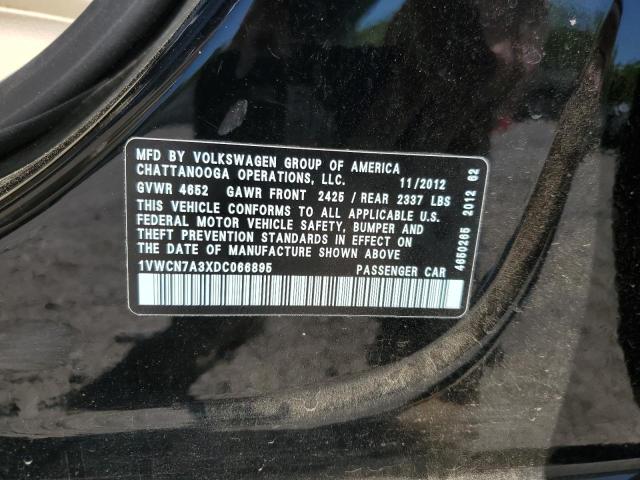 MFD BY VOLKSWAGEN GROUP OF AMERICA
CHATTANOOGA OPERATIONS, LLC. 11/2012
GVWR 4652 GAWR FRONT 2425 / REAR 2337 LBS
THIS VEHICLE CONFORMS TO ALL APPLICABLE U.S.
FEDERAL MOTOR VEHICLE SAFETY, BUMPER AND
THEFT PREVENTION STANDARDS IN EFFECT ON
THE DATE OF MANUFACTURE SHOWN ABOVE
1VWCN7A3XDC066895 PASSENGER CAR
4650265 2012 62